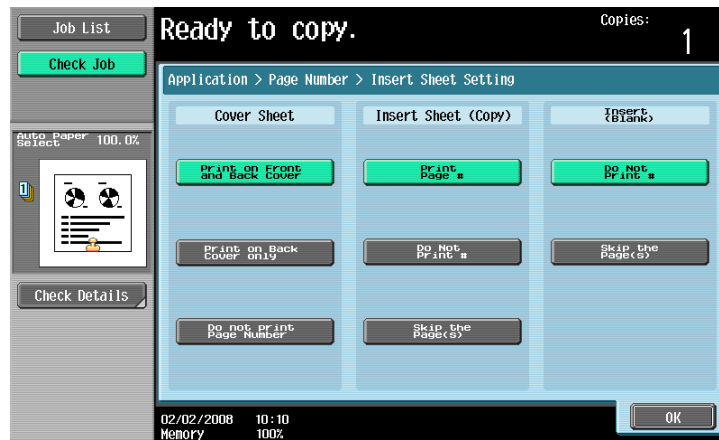 Job List
Ready to copy.
Copies:
1
Check Job
Application > Page Number > Insert Sheet Setting
Cover Sheet
Insert Sheet (Copy)
Insert
(Blank)
Auto Paper
Select
100.0%
Print on Front
and Back Cover
Print
Page #
Do Not
Print #
1
Print on Back
Cover only
Do Not
Print #
Skip the
Page(s)
Check Details
Do not print
Page Number
Skip the
Page(s)
OK
02/02/2008 10:10
Memory 100%